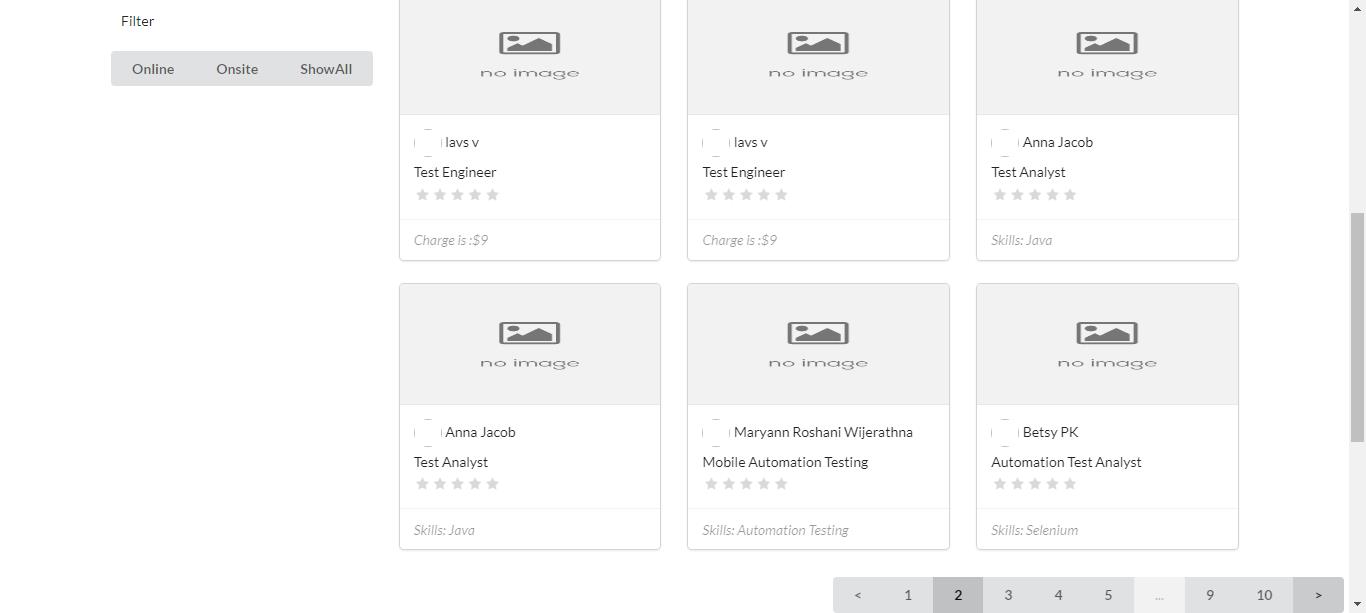 Filter
Online Onsite ShowAll
no image no image no image
lavs v lavs v Anna Jacob
Test Engineer Test Engineer Test Analyst
Charge is :$9 Charge is :$9 Skills: Java
no image no image no image
Anna Jacob Maryann Roshani Wijerathna Betsy PK
Test Analyst Mobile Automation Testing Automation Test Analyst
Skills: Java Skills: Automation Testing Skills: Selenium
< 1 2 3 4 5 ... 9 10 >